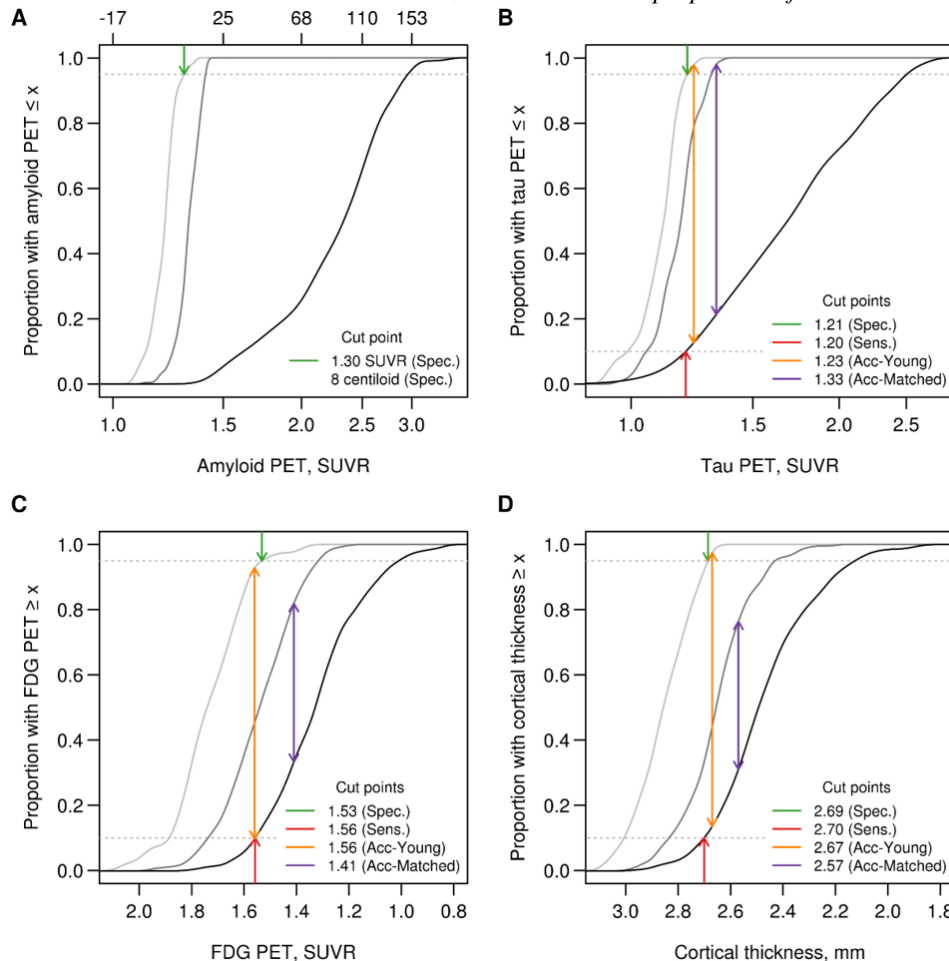 A
-17 25 68 110 153
Proportion with amyloid PET ≤ x
1.0
0.8
0.6
0.4
0.2
0.0
Cut point
1.30 SUVR (Spec.)
8 centiloid (Spec.)
1.0 1.5 2.0 2.5 3.0
Amyloid PET, SUVR
B
Proportion with tau PET ≤ x
1.0
0.8
0.6
0.4
0.2
0.0
Cut points
1.21 (Spec.)
1.20 (Sens.)
1.23 (Acc-Young)
1.33 (Acc-Matched)
1.0 1.5 2.0 2.5
Tau PET, SUVR
C
Proportion with FDG PET ≥ x
1.0
0.8
0.6
0.4
0.2
0.0
Cut points
1.53 (Spec.)
1.56 (Sens.)
1.56 (Acc-Young)
1.41 (Acc-Matched)
2.0 1.8 1.6 1.4 1.2 1.0 0.8
FDG PET, SUVR
D
Proportion with cortical thickness ≥ x
1.0
0.8
0.6
0.4
0.2
0.0
Cut points
2.69 (Spec.)
2.70 (Sens.)
2.67 (Acc-Young)
2.57 (Acc-Matched)
3.0 2.8 2.6 2.4 2.2 2.0 1.8
Cortical thickness, mm